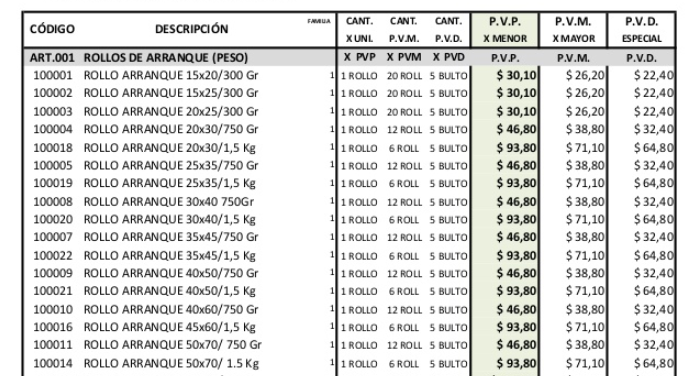 CÓDIGO DESCRIPCIÓN FAMILIA CANT. CANT. CANT. P.V.P. P.V.M. P.V.D.
X UNI. P.V.M. P.V.D. X MENOR X MAYOR ESPECIAL
ART.001 ROLLOS DE ARRANQUE (PESO) X PVP X PVM X PVD P.V.P. P.V.M. P.V.D.
100001 ROLLO ARRANQUE 15x20/300 Gr 1 1 ROLLO 20 ROLL 5 BULTO $ 30,10 $ 26,20 $ 22,40
100002 ROLLO ARRANQUE 15x25/300 Gr 1 1 ROLLO 20 ROLL 5 BULTO $ 30,10 $ 26,20 $ 22,40
100003 ROLLO ARRANQUE 20x25/300 Gr 1 1 ROLLO 20 ROLL 5 BULTO $ 30,10 $ 26,20 $ 22,40
100004 ROLLO ARRANQUE 20x30/750 Gr 1 1 ROLLO 12 ROLL 5 BULTO $ 46,80 $ 38,80 $ 32,40
100018 ROLLO ARRANQUE 20x30/1,5 Kg 1 1 ROLLO 6 ROLL 5 BULTO $ 93,80 $ 71,10 $ 64,80
100005 ROLLO ARRANQUE 25x35/750 Gr 1 1 ROLLO 12 ROLL 5 BULTO $ 46,80 $ 38,80 $ 32,40
100019 ROLLO ARRANQUE 25x35/1,5 Kg 1 1 ROLLO 6 ROLL 5 BULTO $ 93,80 $ 71,10 $ 64,80
100008 ROLLO ARRANQUE 30x40 750Gr 1 1 ROLLO 12 ROLL 5 BULTO $ 46,80 $ 38,80 $ 32,40
100020 ROLLO ARRANQUE 30x40/1,5 Kg 1 1 ROLLO 6 ROLL 5 BULTO $ 93,80 $ 71,10 $ 64,80
100007 ROLLO ARRANQUE 35x45/750 Gr 1 1 ROLLO 12 ROLL 5 BULTO $ 46,80 $ 38,80 $ 32,40
100022 ROLLO ARRANQUE 35x45/1,5 Kg 1 1 ROLLO 6 ROLL 5 BULTO $ 93,80 $ 71,10 $ 64,80
100009 ROLLO ARRANQUE 40x50/750 Gr 1 1 ROLLO 12 ROLL 5 BULTO $ 46,80 $ 38,80 $ 32,40
100021 ROLLO ARRANQUE 40x50/1,5 Kg 1 1 ROLLO 6 ROLL 5 BULTO $ 93,80 $ 71,10 $ 64,80
100010 ROLLO ARRANQUE 40x60/750 Gr 1 1 ROLLO 12 ROLL 5 BULTO $ 46,80 $ 38,80 $ 32,40
100016 ROLLO ARRANQUE 45x60/1,5 Kg 1 1 ROLLO 6 ROLL 5 BULTO $ 93,80 $ 71,10 $ 64,80
100011 ROLLO ARRANQUE 50x70/ 750 Gr 1 1 ROLLO 12 ROLL 5 BULTO $ 46,80 $ 38,80 $ 32,40
100014 ROLLO ARRANQUE 50x70/ 1.5 Kg 1 1 ROLLO 6 ROLL 5 BULTO $ 93,80 $ 71,10 $ 64,80